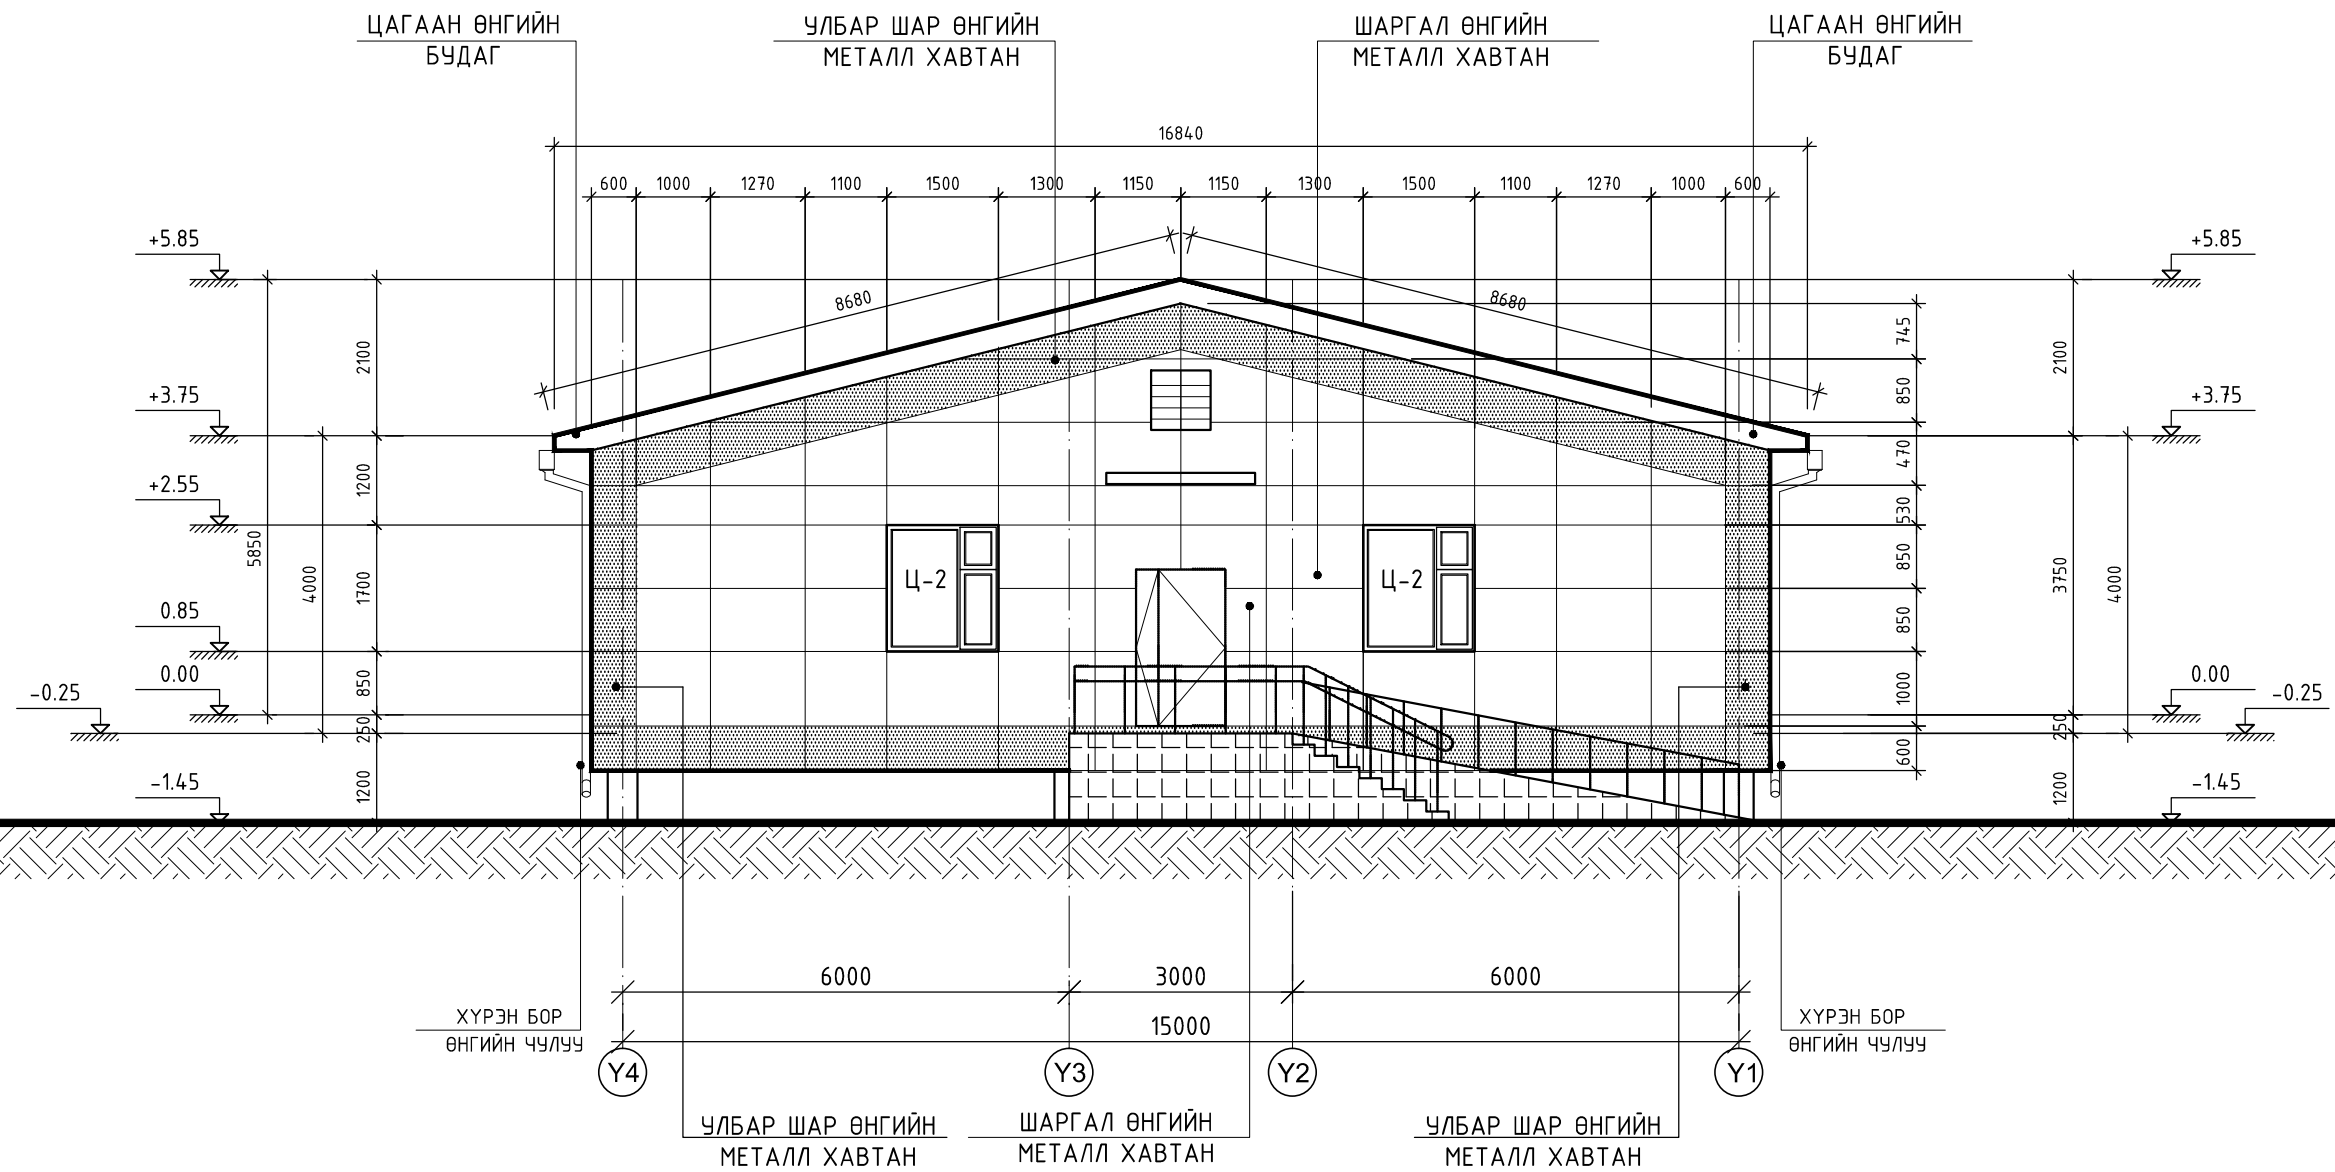 ЦАГААН ӨНГИЙН
БУДАГ
УЛБАР ШАР ӨНГИЙН
МЕТАЛЛ ХАВТАН
ШАРГАЛ ӨНГИЙН
МЕТАЛЛ ХАВТАН
ЦАГААН ӨНГИЙН
БУДАГ
16840
600 1000 1270 1100 1500 1300 1150 1150 1300 1500 1100 1270 1000 600
+5.85
+3.75
+2.55
0.85
0.00
-0.25
-1.45
5850
4000
2100
1200
1700
850
250
1200
8680
8680
Ц-2
Ц-2
745
850
470
530
850
850
1000
600
2100
3750
250
1200
4000
+5.85
+3.75
0.00
-0.25
-1.45
6000 3000 6000
15000
ХҮРЭН БОР
ӨНГИЙН ЧУЛУУ
ХҮРЭН БОР
ӨНГИЙН ЧУЛУУ
Y4 Y3 Y2 Y1
УЛБАР ШАР ӨНГИЙН
МЕТАЛЛ ХАВТАН
ШАРГАЛ ӨНГИЙН
МЕТАЛЛ ХАВТАН
УЛБАР ШАР ӨНГИЙН
МЕТАЛЛ ХАВТАН